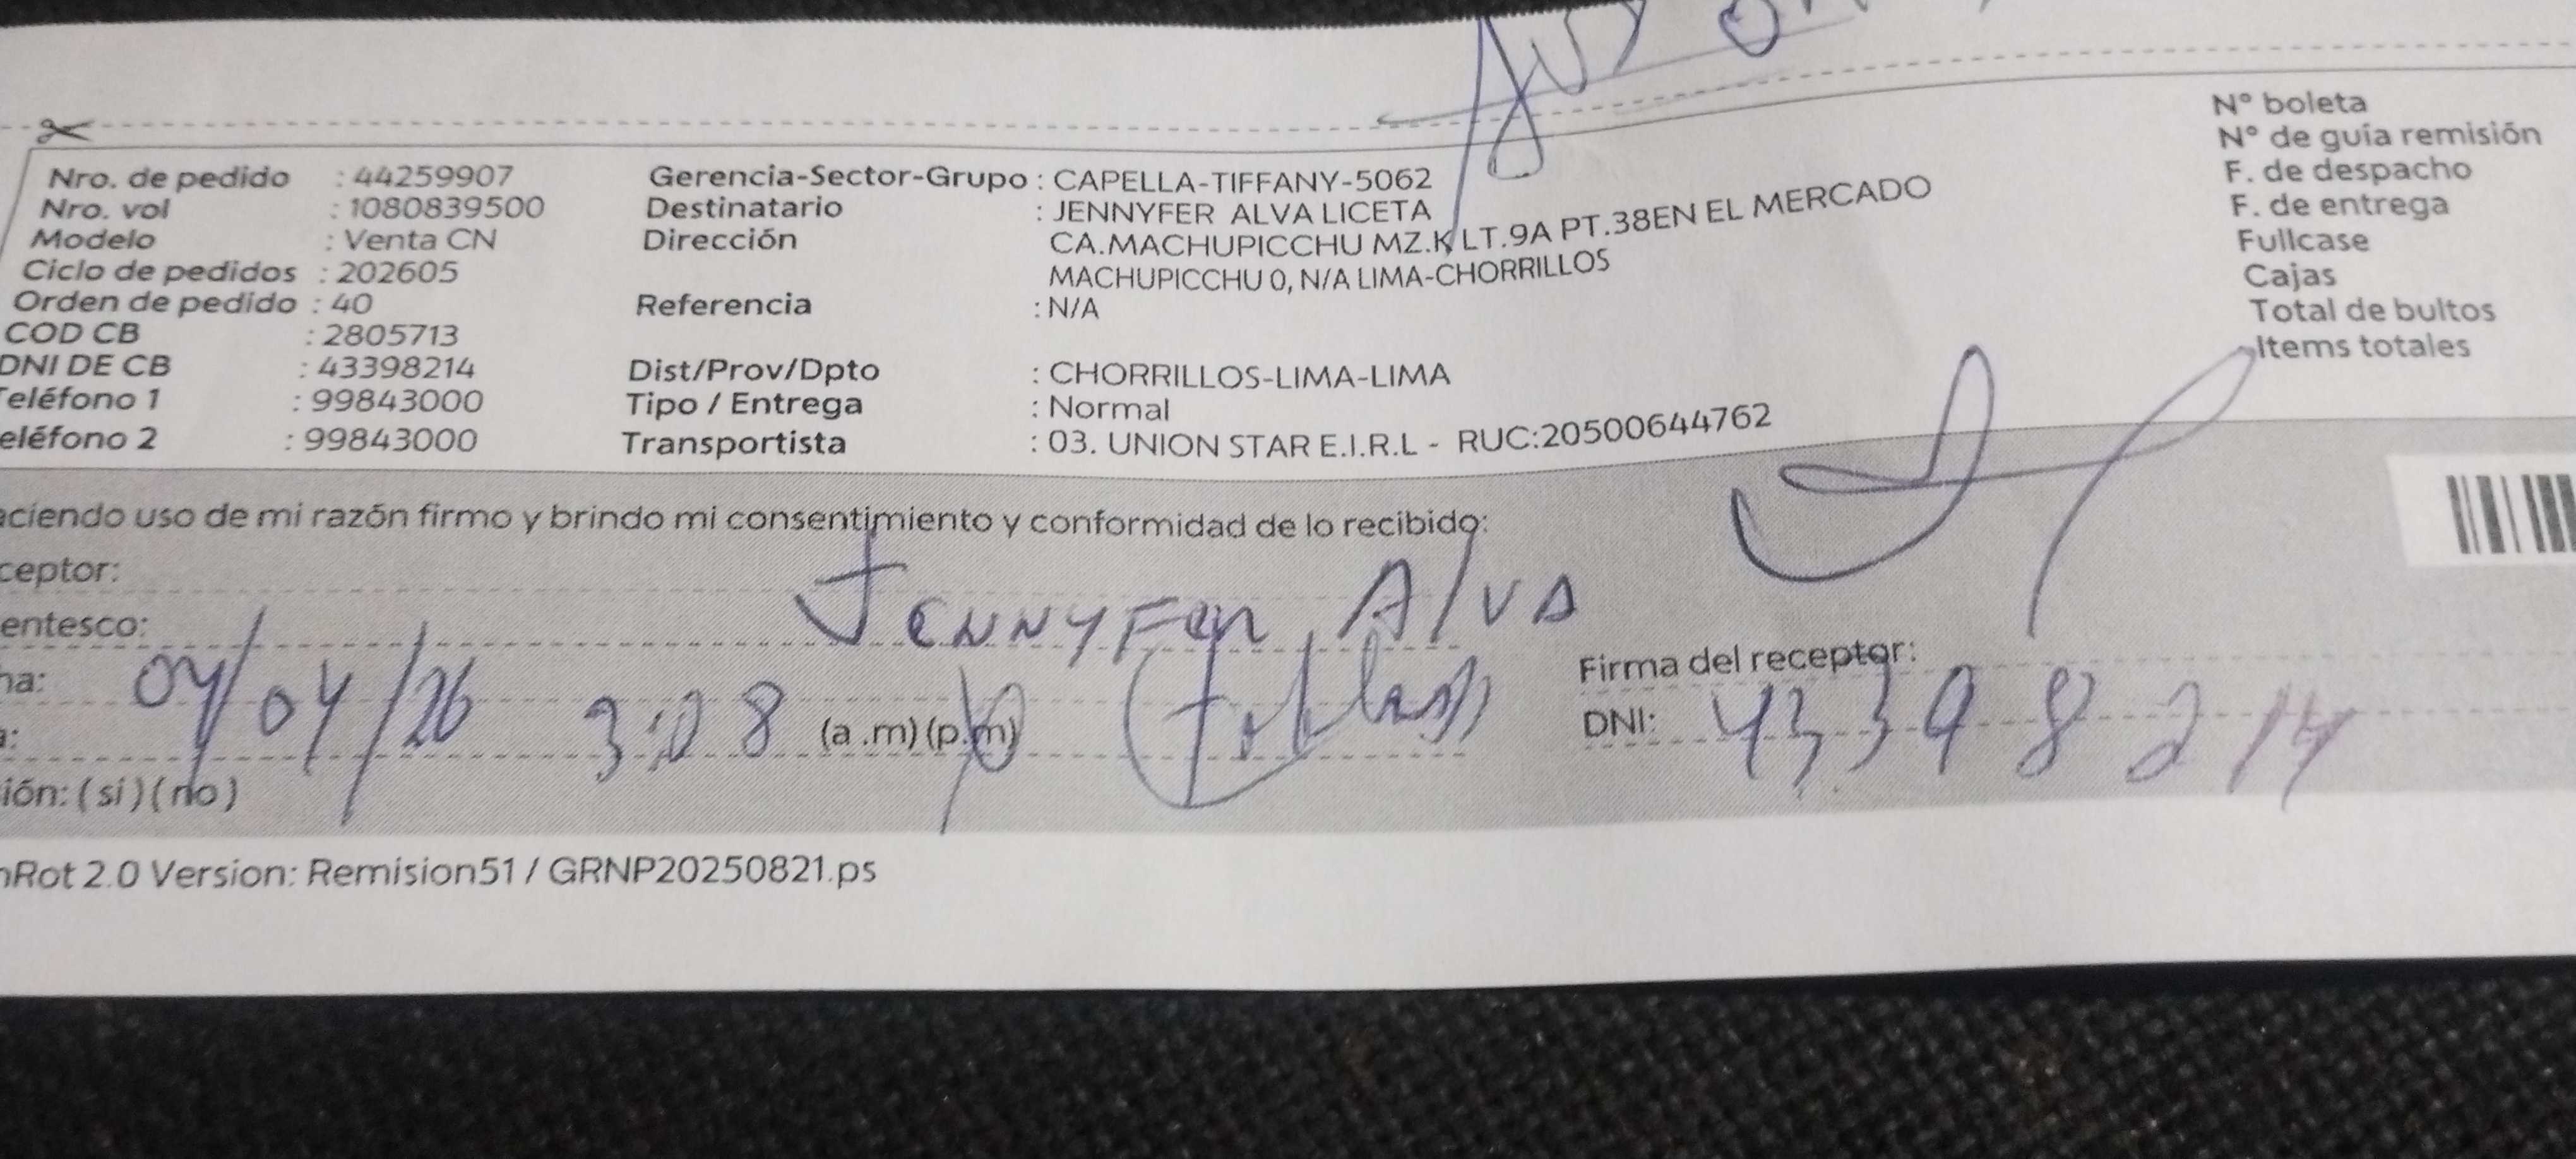 Nro. de pedido : 44259907 Gerencia-Sector-Grupo : CAPELLA-TIFFANY-5062 N° boleta
Nro. vol : 1080839500 Destinatario : JENNYFER ALVA LICETA N° de guía remisión
Modelo : Venta CN Dirección CA.MACHUPICCHU MZ.K LT.9A PT.38EN EL MERCADO F. de despacho
Ciclo de pedidos : 202605 MACHUPICCHU 0, N/A LIMA-CHORRILLOS F. de entrega
Orden de pedido : 40 Referencia : N/A Fullcase
COD CB : 2805713 Cajas
DNI DE CB : 43398214 Dist/Prov/Dpto : CHORRILLOS-LIMA-LIMA Total de bultos
Teléfono 1 : 99843000 Tipo / Entrega : Normal Items totales
eléfono 2 : 99843000 Transportista : 03. UNION STAR E.I.R.L - RUC:20500644762
aciendo uso de mi razón firmo y brindo mi consentimiento y conformidad de lo recibido:
ceptor:
entesco: JENNYFER Alva
ha: 04/04/26 3:08 (a .m) (p.m) Firma del receptor:
a: DNI: 43398214
ión: ( si ) ( no )
nRot 2.0 Version: Remision51 / GRNP20250821.ps